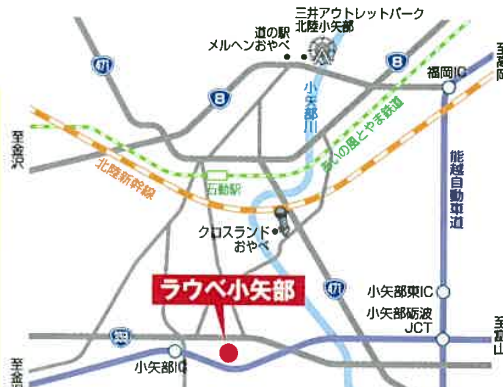 三井アウトレットパーク
北陸小矢部
道の駅
メルヘンおやべ
至高岡
471
8
8
福岡IC
小矢部川
あいの風とやま鉄道
至金沢
北陸新幹線
石動駅
能越自動車道
クロスランド
おやべ
ラウベ小矢部
471
小矢部東IC
小矢部砺波
JCT
至富山
359
小矢部IC